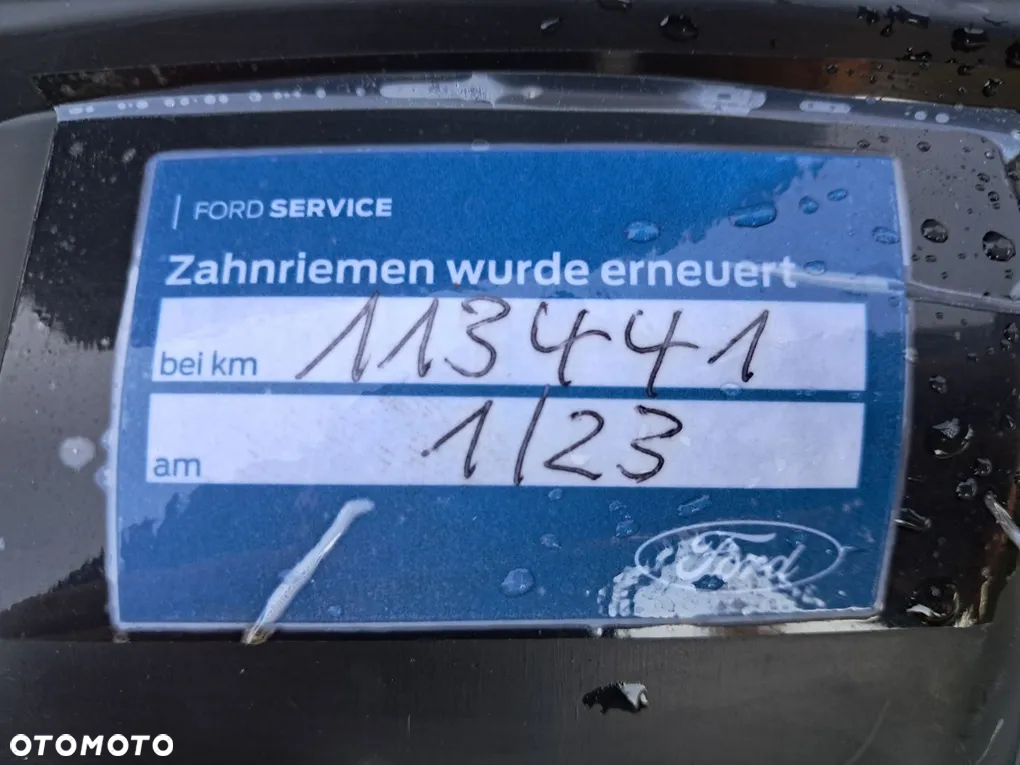 FORD SERVICE
Zahnriemen wurde erneuert
bei km 113441
am 1/23
Ford
OTOMOTO